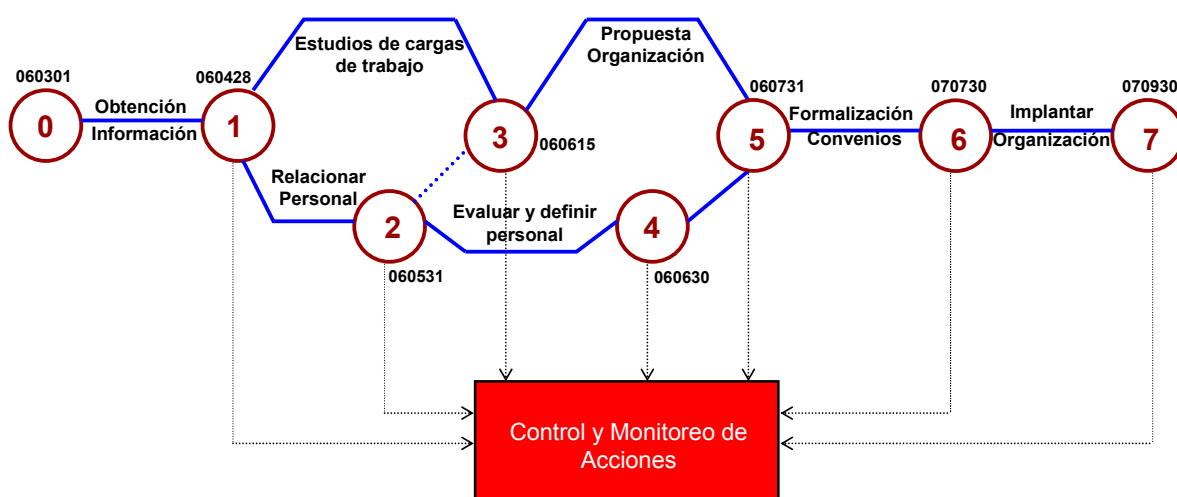 060301
0
Obtención
Información
060428
1
Estudios de cargas
de trabajo
Relacionar
Personal
2
060531
3
060615
Propuesta
Organización
Evaluar y definir
personal
4
060630
060731
5
Formalización
Convenios
070730
6
Implantar
Organización
070930
7
Control y Monitoreo de
Acciones